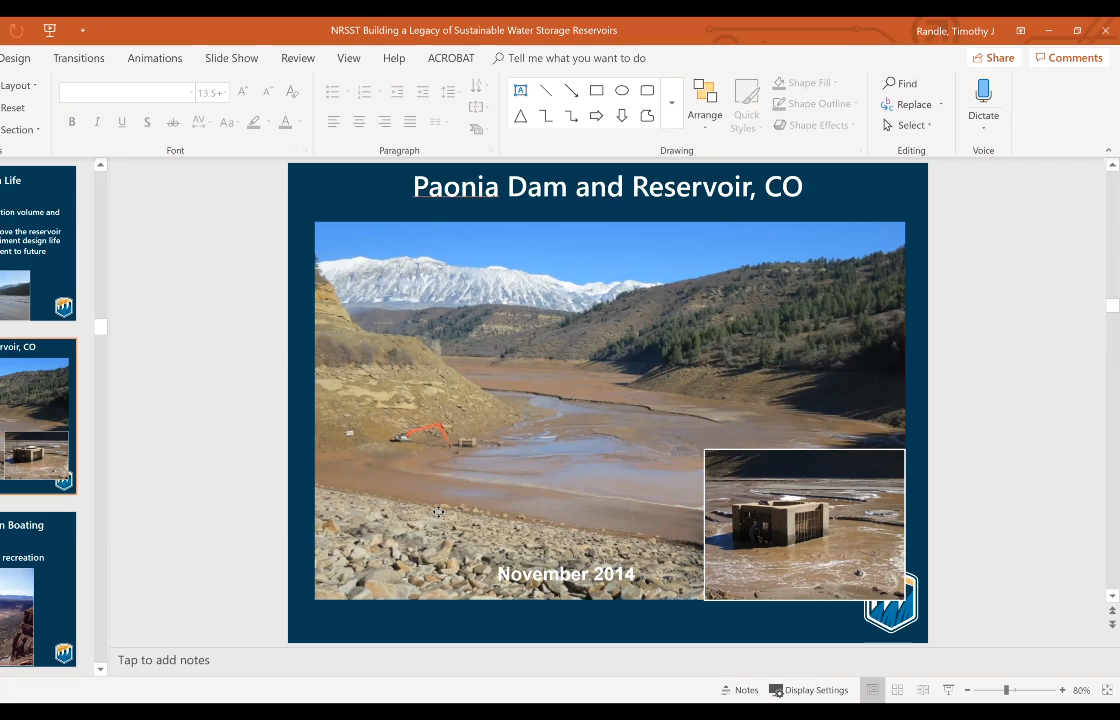 NRSST Building a Legacy of Sustainable Water Storage Reservoirs
Randle, Timothy J
Design
Transitions
Animations
Slide Show
Review
View
Help
ACROBAT
Tell me what you want to do
Share
Comments
Layout
Reset
Section
13.5+
B I U S ab AV Aa A
Font
Paragraph
Arrange
Quick
Styles
Shape Fill
Shape Outline
Shape Effects
Drawing
Find
Replace
Select
Editing
Dictate
Voice
Life
tion volume and
ove the reservoir
iment design life
ent to future
rvoir, CO
n Boating
recreation
Paonia Dam and Reservoir, CO
November 2014
Tap to add notes
Notes
Display Settings
80%